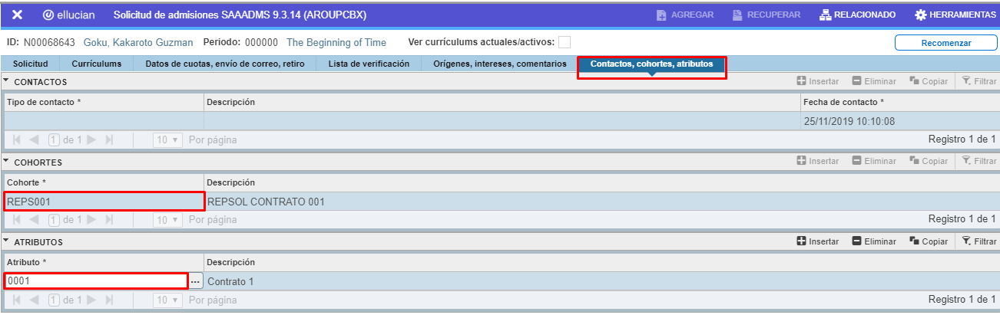 ellucian Solicitud de admisiones SAAADMS 9.3.14 (AROUPCBX) AGREGAR RECUPERAR RELACIONADO HERRAMIENTAS
ID: N00068643 Goku, Kakaroto Guzman Periodo: 000000 The Beginning of Time Ver currículums actuales/activos: Recomenzar
Solicitud Currículums Datos de cuotas, envío de correo, retiro Lista de verificación Orígenes, intereses, comentarios Contactos, cohortes, atributos
CONTACTOS Insertar Eliminar Copiar Filtrar
Tipo de contacto * Descripción Fecha de contacto *
25/11/2019 10:10:08
1 de 1 10 Por página Registro 1 de 1
COHORTES Insertar Eliminar Copiar Filtrar
Cohorte * Descripción
REPS001 REPSOL CONTRATO 001
1 de 1 10 Por página Registro 1 de 1
ATRIBUTOS Insertar Eliminar Copiar Filtrar
Atributo * Descripción
0001 ... Contrato 1
1 de 1 10 Por página Registro 1 de 1